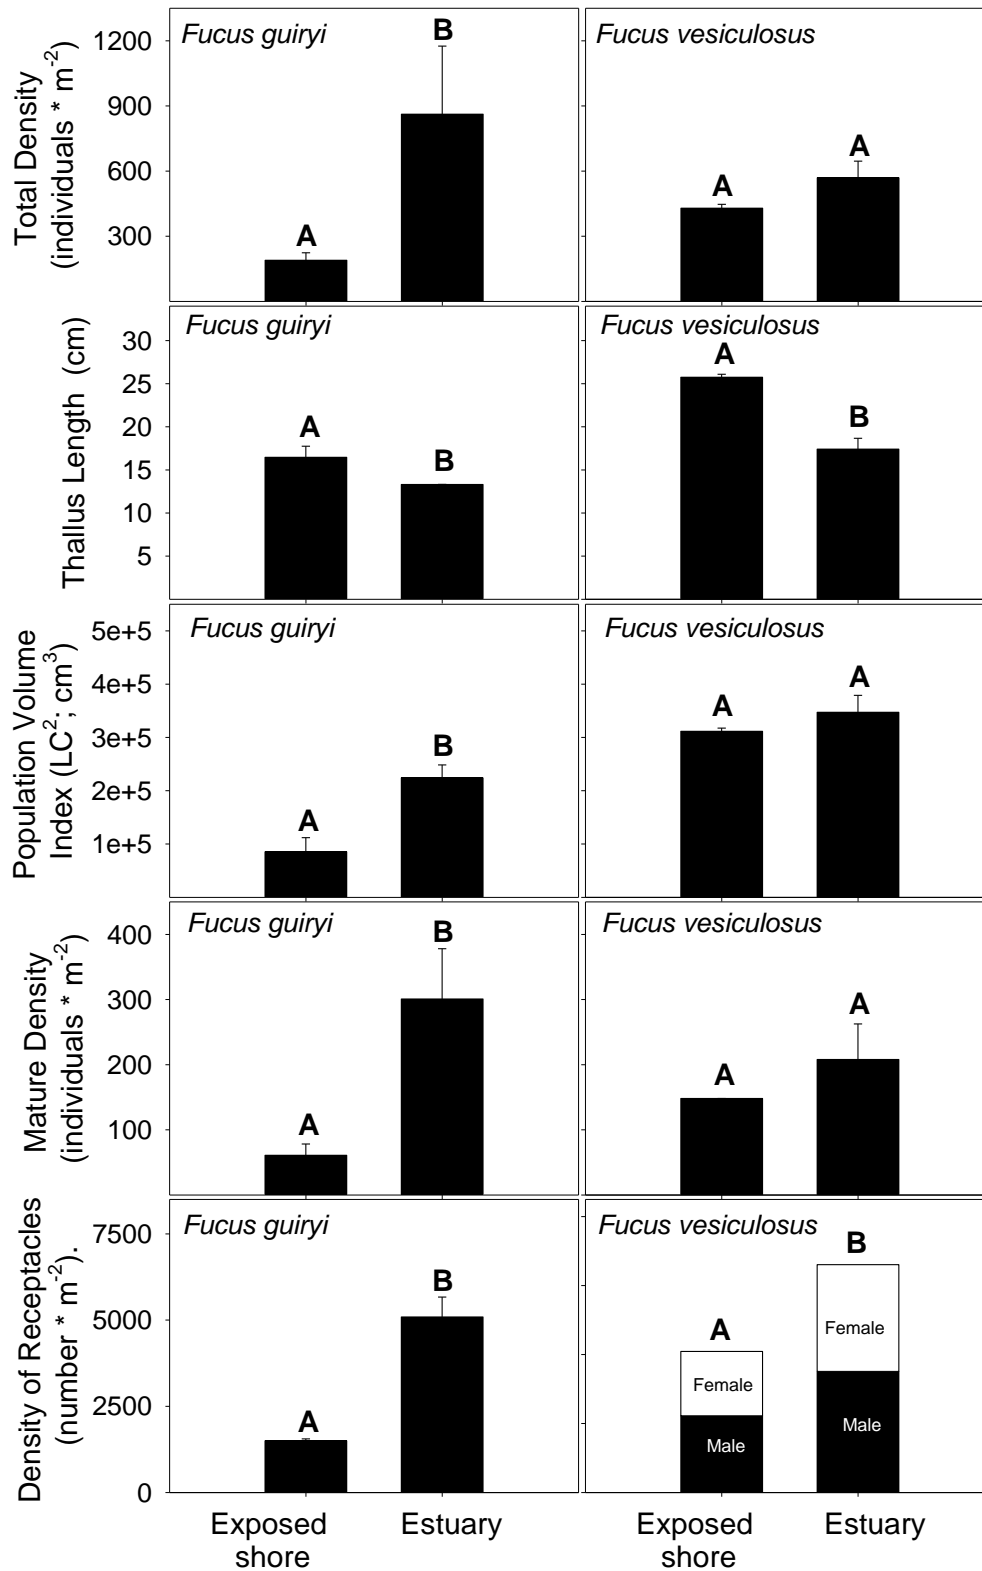 Total Density
(individuals * m⁻²)
1200
900
600
300
Fucus guiryi
A
B
Fucus vesiculosus
A
A
Thallus Length (cm)
30
25
20
15
10
5
Fucus guiryi
A
B
Fucus vesiculosus
A
B
Population Volume
Index (LC²; cm³)
5e+5
4e+5
3e+5
2e+5
1e+5
Fucus guiryi
A
B
Fucus vesiculosus
A
A
Mature Density
(individuals * m⁻²)
400
300
200
100
Fucus guiryi
A
B
Fucus vesiculosus
A
A
Density of Receptacles
(number * m⁻²).
7500
5000
2500
0
Fucus guiryi
A
B
Fucus vesiculosus
A
B
Female
Male
Female
Male
Exposed
shore
Estuary
Exposed
shore
Estuary